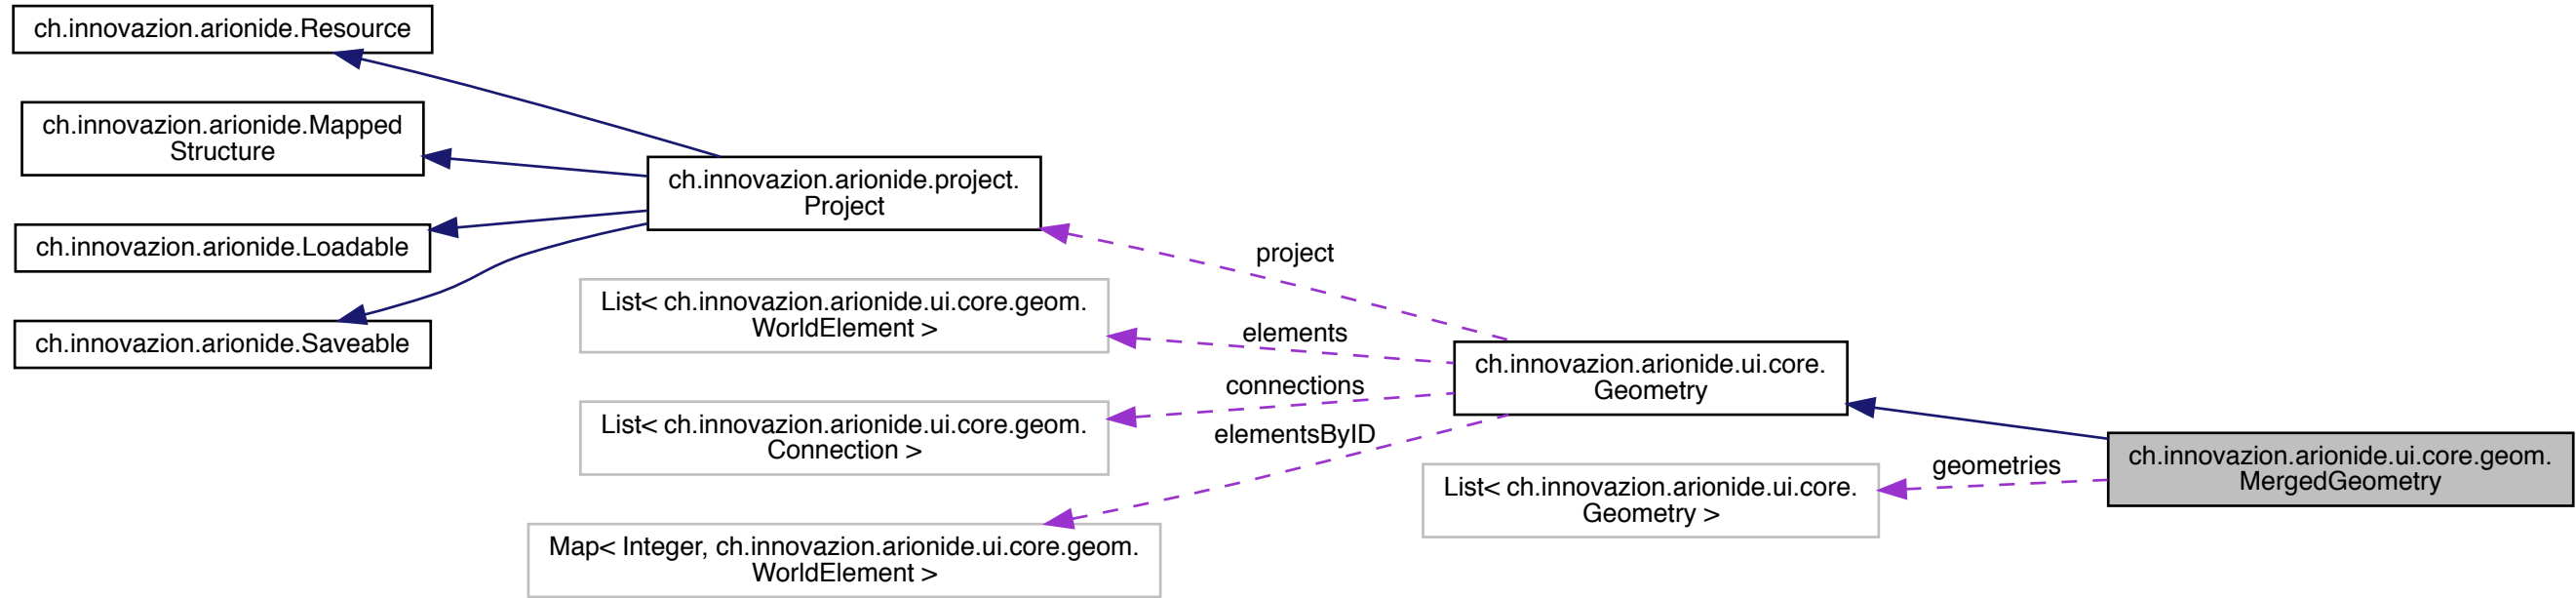 ch.innovazion.arionide.Resource
ch.innovazion.arionide.Mapped
Structure
ch.innovazion.arionide.Loadable
ch.innovazion.arionide.Saveable
ch.innovazion.arionide.project.
Project
List< ch.innovazion.arionide.ui.core.geom.
WorldElement >
List< ch.innovazion.arionide.ui.core.geom.
Connection >
Map< Integer, ch.innovazion.arionide.ui.core.geom.
WorldElement >
project
elements
connections
elementsByID
ch.innovazion.arionide.ui.core.
Geometry
List< ch.innovazion.arionide.ui.core.
Geometry >
geometries
ch.innovazion.arionide.ui.core.geom.
MergedGeometry